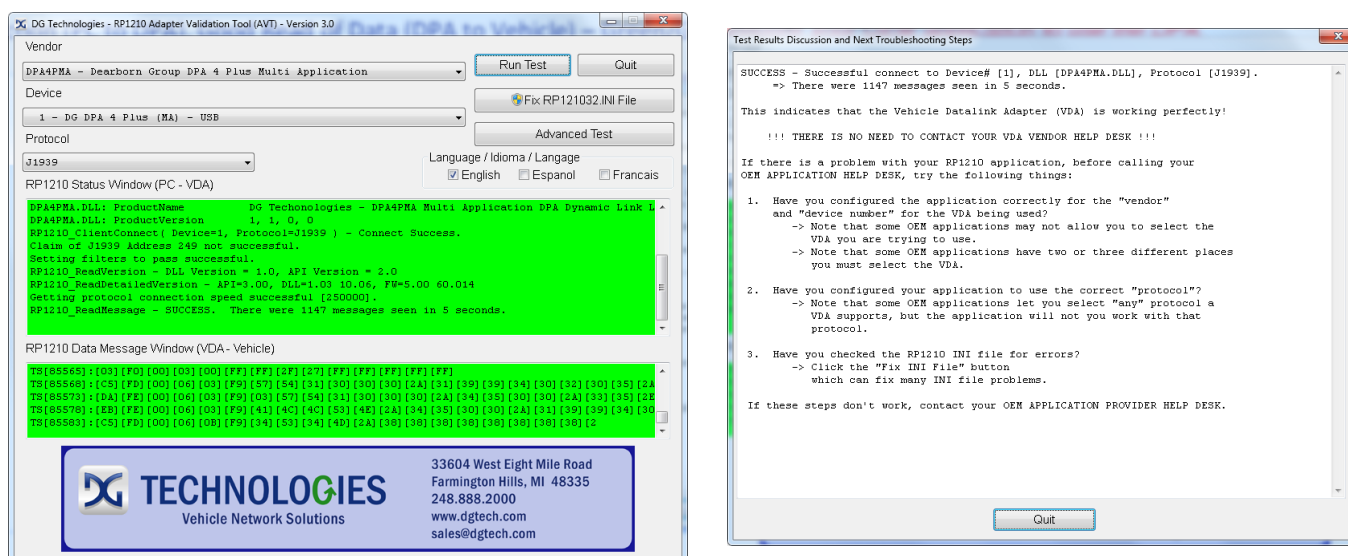 DG Technologies - RP1210 Adapter Validation Tool (AVT) - Version 3.0
Vendor
DPA4PMA - Dearborn Group DPA 4 Plus Multi Application
Run Test
Quit
Device
1 - DG DPA 4 Plus (MA) - USB
Fix RP121032.INI File
Protocol
Advanced Test
J1939
Language / Idioma / Langage
English
Espanol
Francais
RP1210 Status Window (PC - VDA)
DPA4PMA.DLL: ProductName DG Techonologies - DPA4PMA Multi Application DPA Dynamic Link L
DPA4PMA.DLL: ProductVersion 1, 1, 0, 0
RP1210_ClientConnect( Device=1, Protocol=J1939 ) - Connect Success.
Claim of J1939 Address 249 not successful.
Setting filters to pass successful.
RP1210_ReadVersion - DLL Version = 1.0, API Version = 2.0
RP1210_ReadDetailedVersion - API=3.00, DLL=1.03 10.06, FW=5.00 60.014
Getting protocol connection speed successful [250000].
RP1210_ReadMessage - SUCCESS. There were 1147 messages seen in 5 seconds.
RP1210 Data Message Window (VDA - Vehicle)
TS[85565]:[03][F0][00][03][00][FF][FF][2F][27][FF][FF][FF][FF][FF]
TS[85568]:[C5][FD][00][06][03][F9][57][54][31][30][30][30][2A][31][39][39][34][30][32][30][35][2A
TS[85573]:[DA][FE][00][06][03][F9][03][57][54][31][30][30][30][2A][34][35][30][30][2A][33][35][2E
TS[85578]:[EB][FE][00][06][03][F9][41][4C][4C][53][4E][2A][34][35][30][30][2A][31][39][39][34][30
TS[85583]:[C5][FD][00][06][0B][F9][34][53][34][4D][2A][38][38][38][38][38][38][38][38][2
DG TECHNOLOGIES
Vehicle Network Solutions
33604 West Eight Mile Road
Farmington Hills, MI 48335
248.888.2000
www.dgtech.com
sales@dgtech.com
Test Results Discussion and Next Troubleshooting Steps
SUCCESS - Successful connect to Device# [1], DLL [DPA4PMA.DLL], Protocol [J1939].
=> There were 1147 messages seen in 5 seconds.
This indicates that the Vehicle Datalink Adapter (VDA) is working perfectly!
!!! THERE IS NO NEED TO CONTACT YOUR VDA VENDOR HELP DESK !!!
If there is a problem with your RP1210 application, before calling your
OEM APPLICATION HELP DESK, try the following things:
1. Have you configured the application correctly for the "vendor"
and "device number" for the VDA being used?
-> Note that some OEM applications may not allow you to select the
VDA you are trying to use.
-> Note that some OEM applications have two or three different places
you must select the VDA.
2. Have you configured your application to use the correct "protocol"?
-> Note that some OEM applications let you select "any" protocol a
VDA supports, but the application will not you work with that
protocol.
3. Have you checked the RP1210 INI file for errors?
-> Click the "Fix INI File" button
which can fix many INI file problems.
If these steps don't work, contact your OEM APPLICATION PROVIDER HELP DESK.
Quit